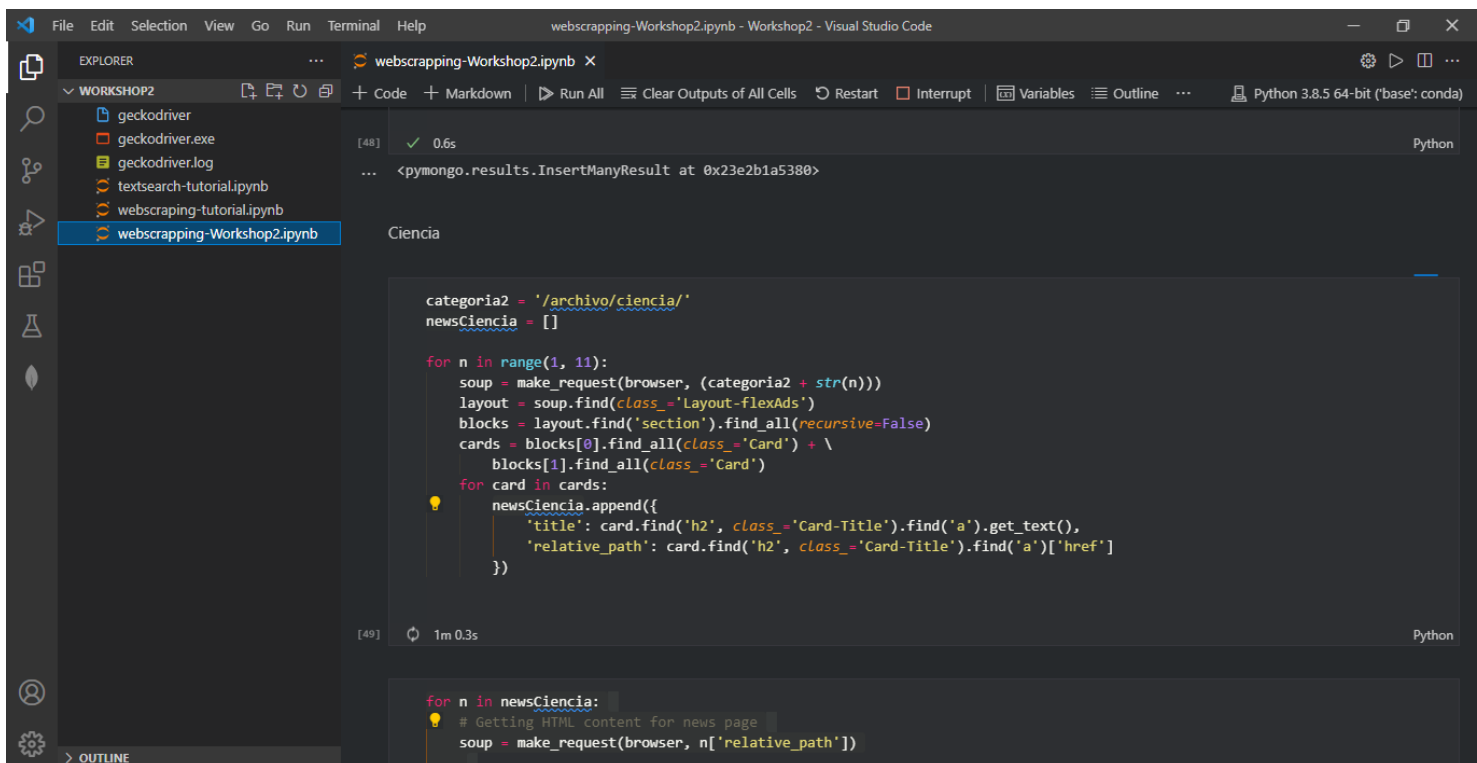 File Edit Selection View Go Run Terminal Help webscrapping-Workshop2.ipynb - Workshop2 - Visual Studio Code
EXPLORER
WORKSHOP2
geckodriver
geckodriver.exe
geckodriver.log
textsearch-tutorial.ipynb
webscraping-tutorial.ipynb
webscrapping-Workshop2.ipynb
OUTLINE
webscrapping-Workshop2.ipynb
+ Code + Markdown Run All Clear Outputs of All Cells Restart Interrupt Variables Outline ... Python 3.8.5 64-bit ('base': conda)
[48] ✓ 0.6s Python
... <pymongo.results.InsertManyResult at 0x23e2b1a5380>
Ciencia
categoria2 = '/archivo/ciencia/'
newsCiencia = []
for n in range(1, 11):
    soup = make_request(browser, (categoria2 + str(n)))
    layout = soup.find(class_='Layout-flexAds')
    blocks = layout.find('section').find_all(recursive=False)
    cards = blocks[0].find_all(class_='Card') + \
        blocks[1].find_all(class_='Card')
    for card in cards:
        newsCiencia.append({
            'title': card.find('h2', class_='Card-Title').find('a').get_text(),
            'relative_path': card.find('h2', class_='Card-Title').find('a')['href']
        })
[49] 1m 0.3s Python
for n in newsCiencia:
    # Getting HTML content for news page
    soup = make_request(browser, n['relative_path'])